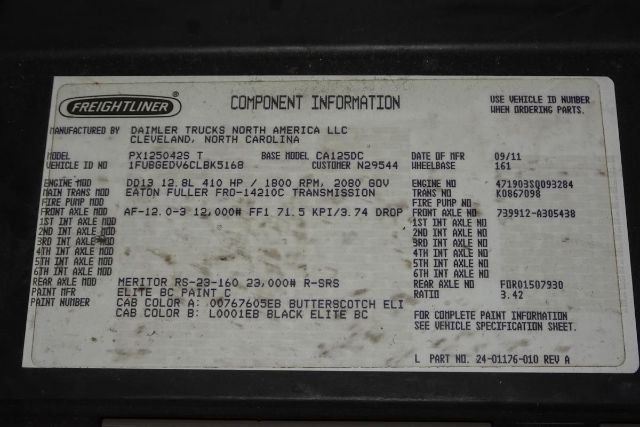 FREIGHTLINER ®
COMPONENT INFORMATION
USE VEHICLE ID NUMBER
WHEN ORDERING PARTS.
MANUFACTURED BY DAIMLER TRUCKS NORTH AMERICA LLC
CLEVELAND, NORTH CAROLINA
MODEL PX125042S T BASE MODEL CA125DC DATE OF MFR 09/11
VEHICLE ID NO 1FUBGEDV6CLBK5168 CUSTOMER N29544 WHEELBASE 161
ENGINE MOD DD13 12.8L 410 HP / 1800 RPM, 2080 GOV ENGINE NO 471903S0093284
MAIN TRANS MOD EATON FULLER FRO-14210C TRANSMISSION TRANS NO K0867098
FIRE PUMP MOD FIRE PUMP NO
FRONT AXLE MOD AF-12.0-3 12,000# FF1 71.5 KPI/3.74 DROP FRONT AXLE NO 739912-A305438
1ST INT AXLE MOD 1ST INT AXLE NO
2ND INT AXLE MOD 2ND INT AXLE NO
3RD INT AXLE MOD 3RD INT AXLE NO
4TH INT AXLE MOD 4TH INT AXLE NO
5TH INT AXLE MOD 5TH INT AXLE NO
6TH INT AXLE MOD 6TH INT AXLE NO
REAR AXLE MOD MERITOR RS-23-160 23,000# R-SRS REAR AXLE NO FDR01507930
PAINT MFR ELITE BC PAINT C RATIO 3.42
PAINT NUMBER CAB COLOR A: 00767605EB BUTTERSCOTCH ELI
CAB COLOR B: L0001EB BLACK ELITE BC
FOR COMPLETE PAINT INFORMATION
SEE VEHICLE SPECIFICATION SHEET.
L PART NO. 24-01176-010 REV A